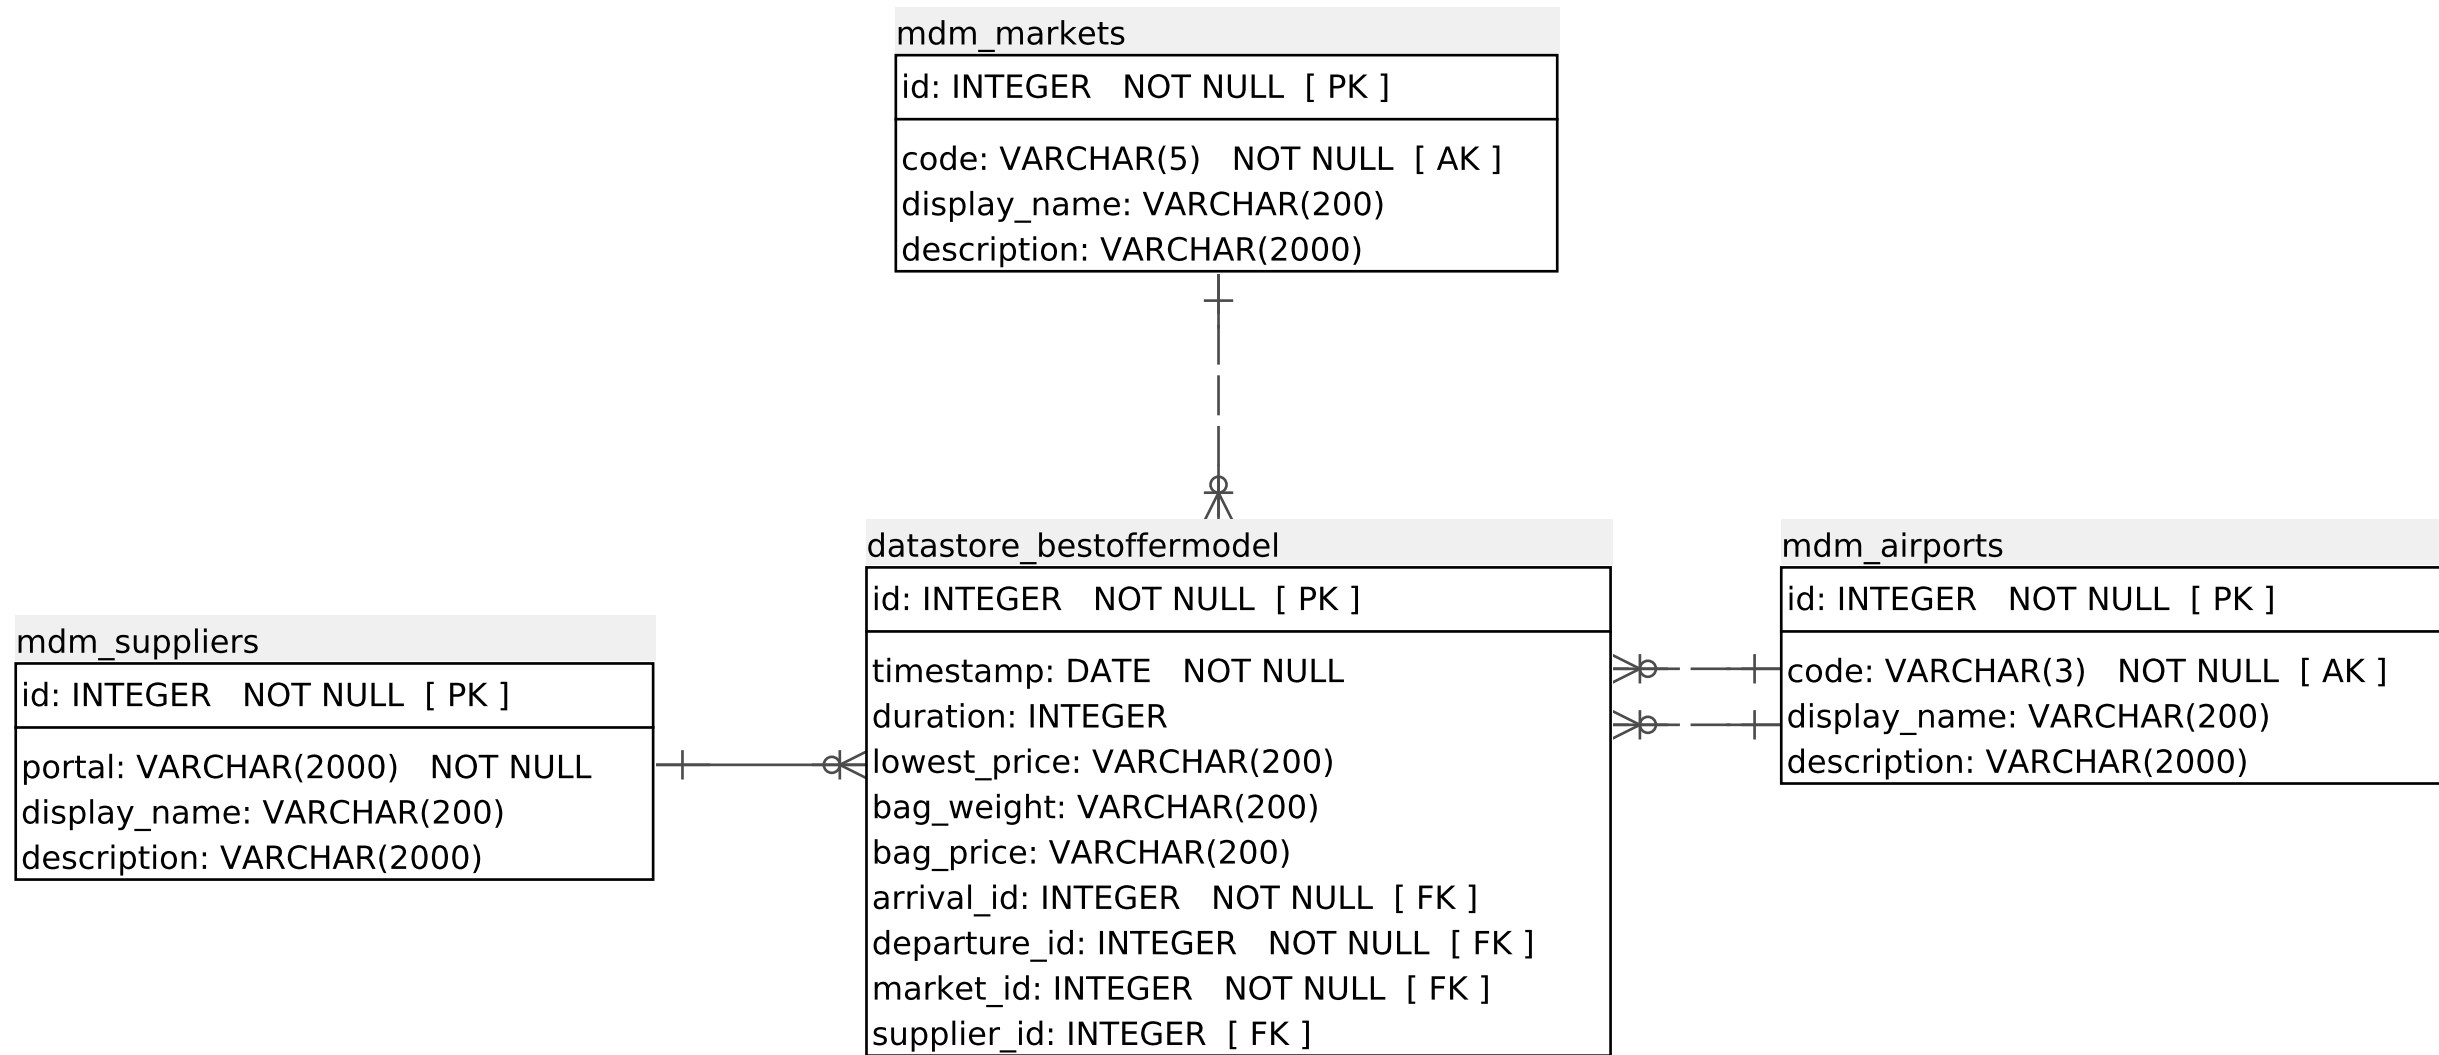 mdm_markets
id: INTEGER   NOT NULL  [ PK ]
code: VARCHAR(5)   NOT NULL  [ AK ]
display_name: VARCHAR(200)
description: VARCHAR(2000)
datastore_bestoffermodel
id: INTEGER   NOT NULL  [ PK ]
timestamp: DATE   NOT NULL
duration: INTEGER
lowest_price: VARCHAR(200)
bag_weight: VARCHAR(200)
bag_price: VARCHAR(200)
arrival_id: INTEGER   NOT NULL  [ FK ]
departure_id: INTEGER   NOT NULL  [ FK ]
market_id: INTEGER   NOT NULL  [ FK ]
supplier_id: INTEGER  [ FK ]
mdm_airports
id: INTEGER   NOT NULL  [ PK ]
code: VARCHAR(3)   NOT NULL  [ AK ]
display_name: VARCHAR(200)
description: VARCHAR(2000)
mdm_suppliers
id: INTEGER   NOT NULL  [ PK ]
portal: VARCHAR(2000)   NOT NULL
display_name: VARCHAR(200)
description: VARCHAR(2000)